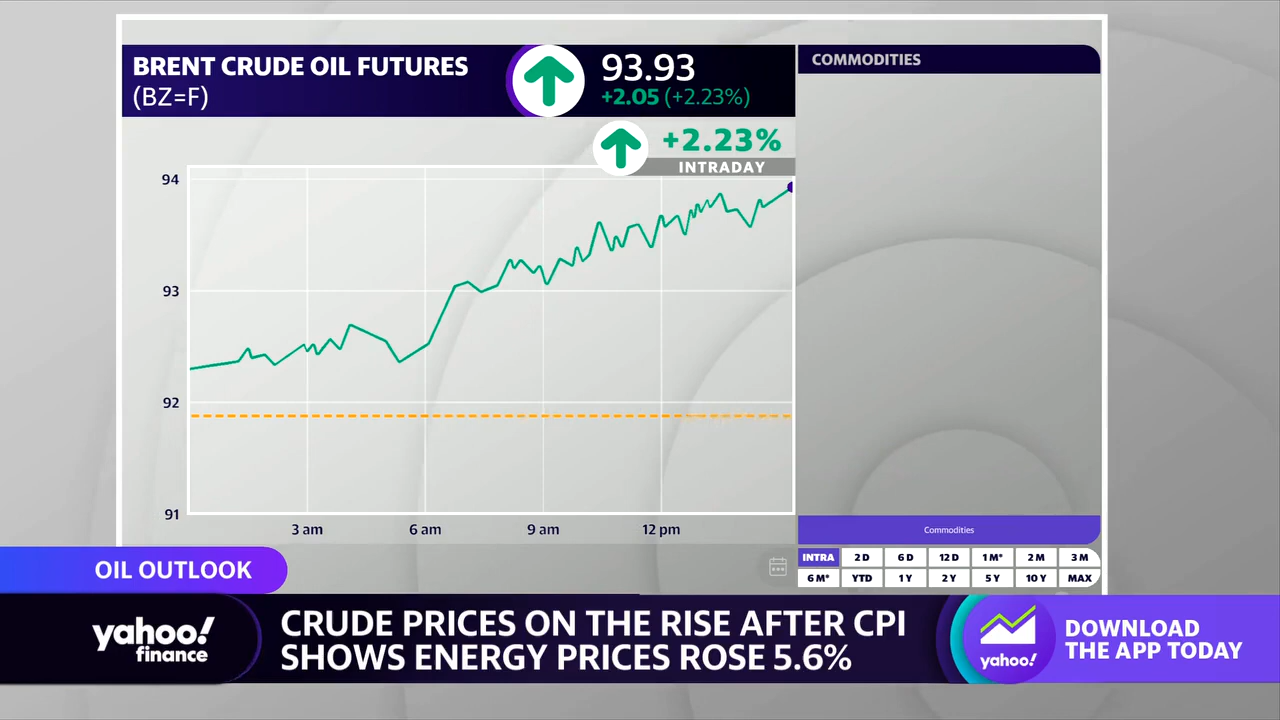 BRENT CRUDE OIL FUTURES
(BZ=F)
93.93
+2.05 (+2.23%)
COMMODITIES
+2.23%
INTRADAY
94
93
92
91
3 am 6 am 9 am 12 pm
Commodities
INTRA 2 D 6 D 12 D 1 M* 2 M 3 M
6 M* YTD 1 Y 2 Y 5 Y 10 Y MAX
OIL OUTLOOK
yahoo!
finance
CRUDE PRICES ON THE RISE AFTER CPI
SHOWS ENERGY PRICES ROSE 5.6%
yahoo!
DOWNLOAD
THE APP TODAY